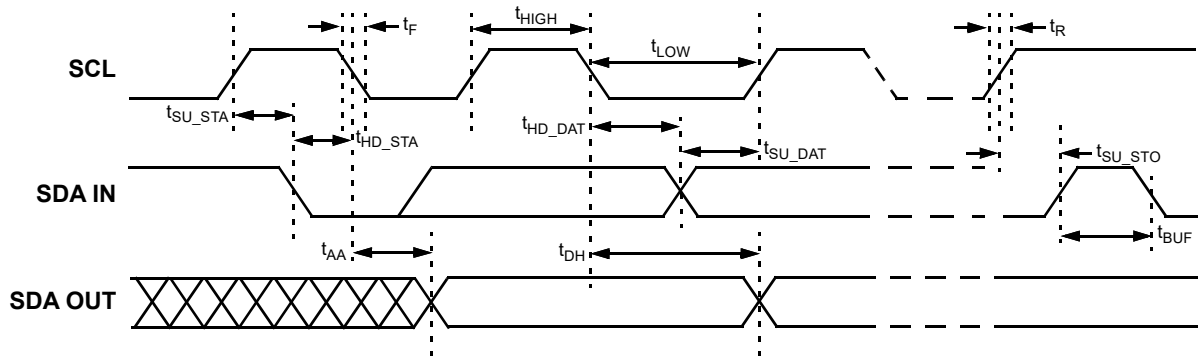 tHIGH
tF
tR
tLOW
SCL
tSU_STA
tHD_STA
tHD_DAT
tSU_DAT
tSU_STO
SDA IN
tAA
tDH
tBUF
SDA OUT